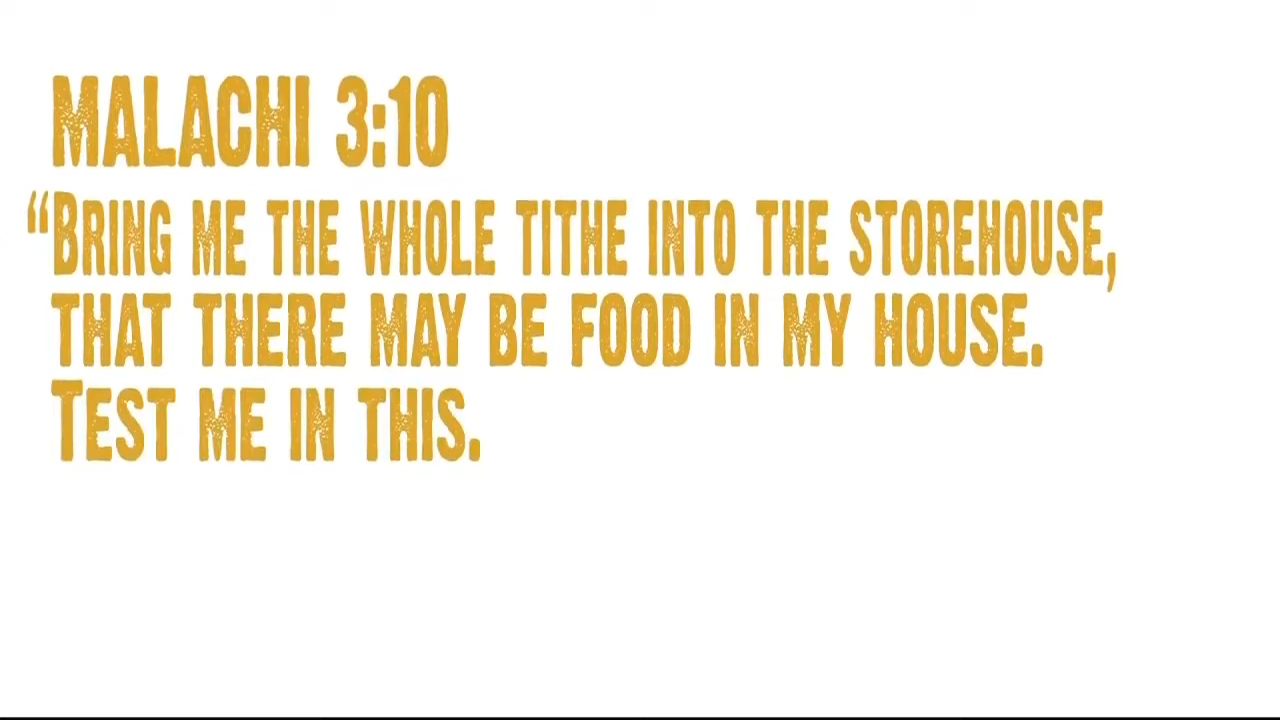 MALACHI 3:10
“BRING ME THE WHOLE TITHE INTO THE STOREHOUSE,
THAT THERE MAY BE FOOD IN MY HOUSE.
TEST ME IN THIS.